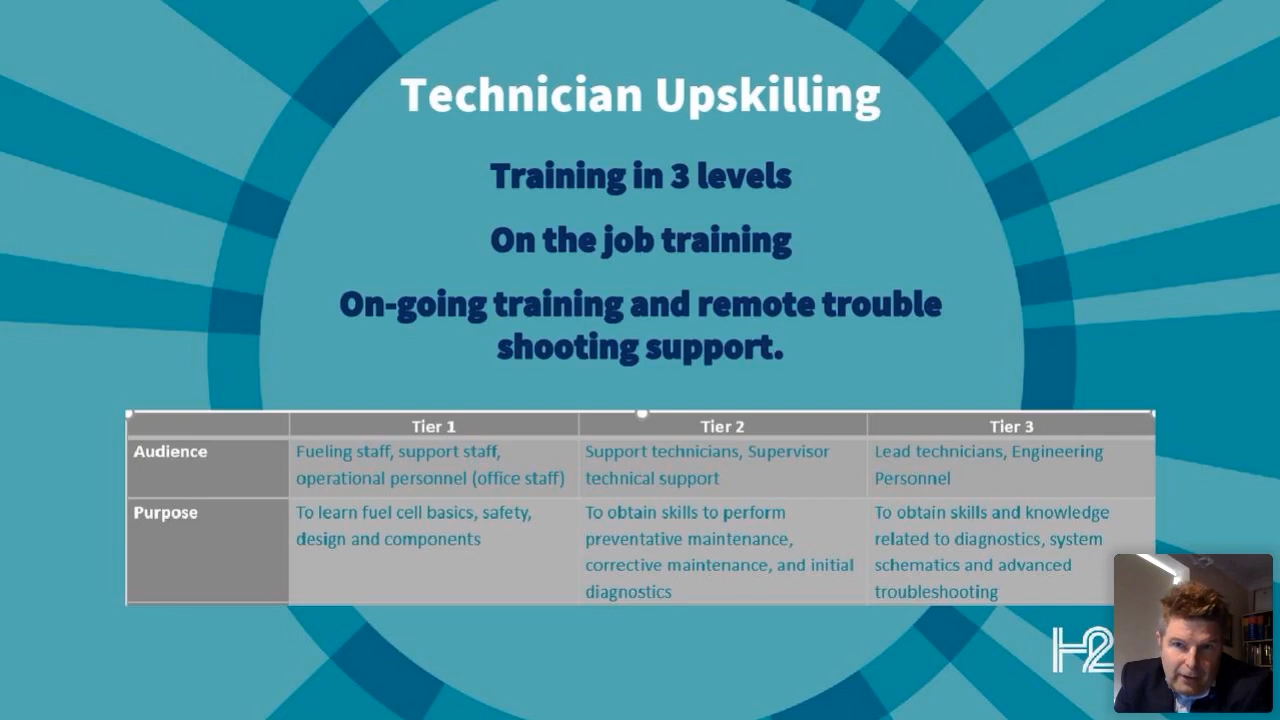 Technician Upskilling
Training in 3 levels
On the job training
On-going training and remote trouble
shooting support.
Tier 1 Tier 2 Tier 3
Audience Fueling staff, support staff, Support technicians, Supervisor Lead technicians, Engineering
operational personnel (office staff) technical support Personnel
Purpose To learn fuel cell basics, safety, To obtain skills to perform To obtain skills and knowledge
design and components preventative maintenance, related to diagnostics, system
corrective maintenance, and initial schematics and advanced
diagnostics troubleshooting
H2